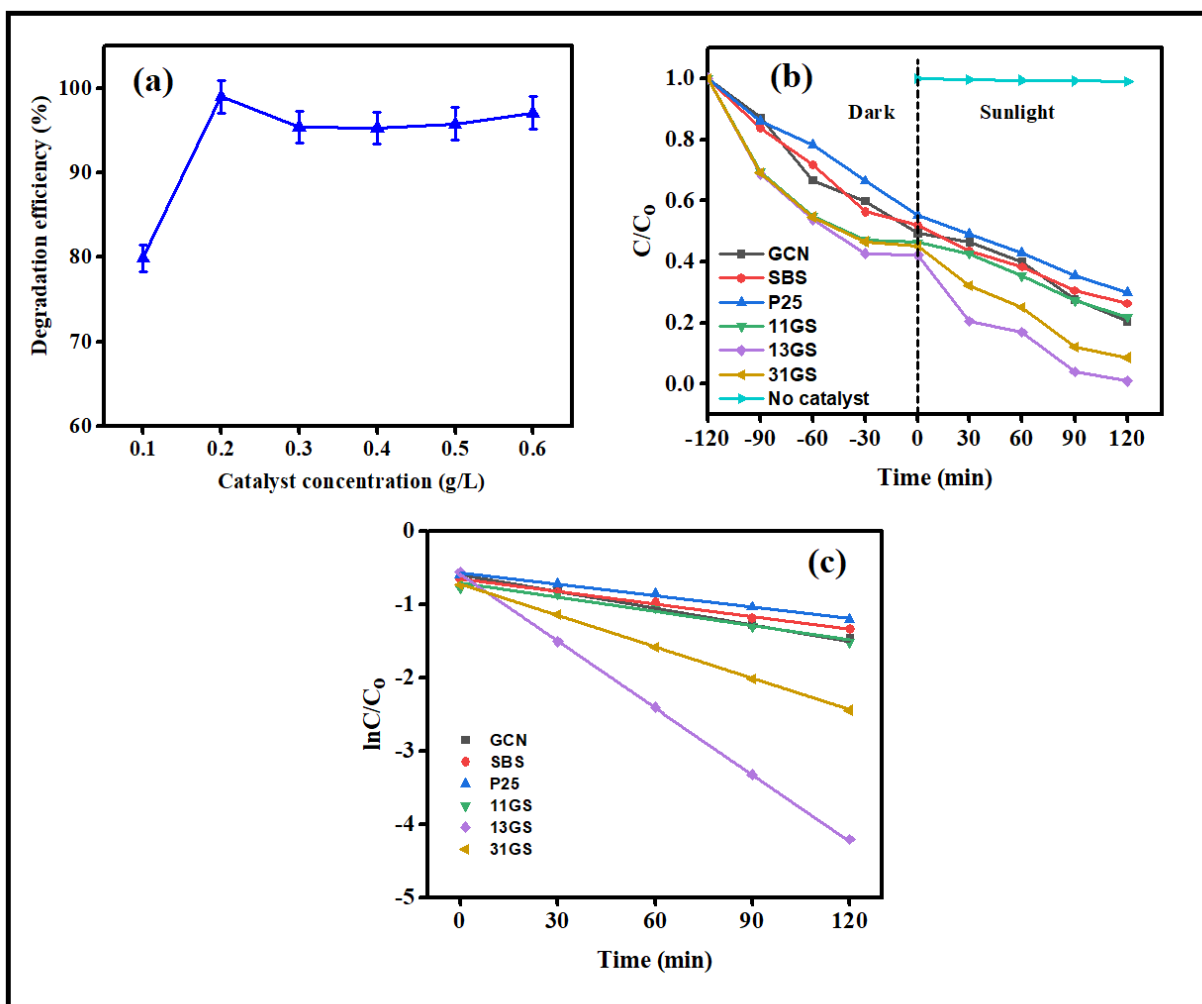 (a)
Degradation efficiency (%)
100
90
80
70
60
0.1 0.2 0.3 0.4 0.5 0.6
Catalyst concentration (g/L)
(b)
Dark Sunlight
C/Co
1.0
0.8
0.6
0.4
0.2
0.0
GCN
SBS
P25
11GS
13GS
31GS
No catalyst
-120 -90 -60 -30 0 30 60 90 120
Time (min)
(c)
lnC/Co
0
-1
-2
-3
-4
-5
GCN
SBS
P25
11GS
13GS
31GS
0 30 60 90 120
Time (min)